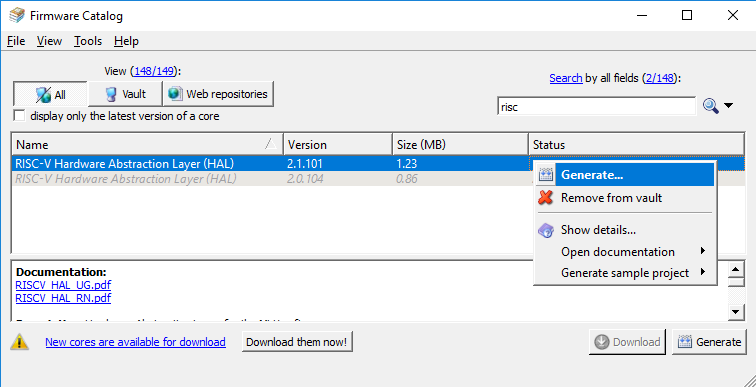 Firmware Catalog
File View Tools Help
View (148/149):
All Vault Web repositories
Search by all fields (2/148):
risc
display only the latest version of a core
Name Version Size (MB) Status
RISC-V Hardware Abstraction Layer (HAL) 2.1.101 1.23
RISC-V Hardware Abstraction Layer (HAL) 2.0.104 0.86
Generate...
Remove from vault
Show details...
Open documentation
Generate sample project
Documentation:
RISCV_HAL_UG.pdf
RISCV_HAL_RN.pdf
New cores are available for download Download them now! Download Generate